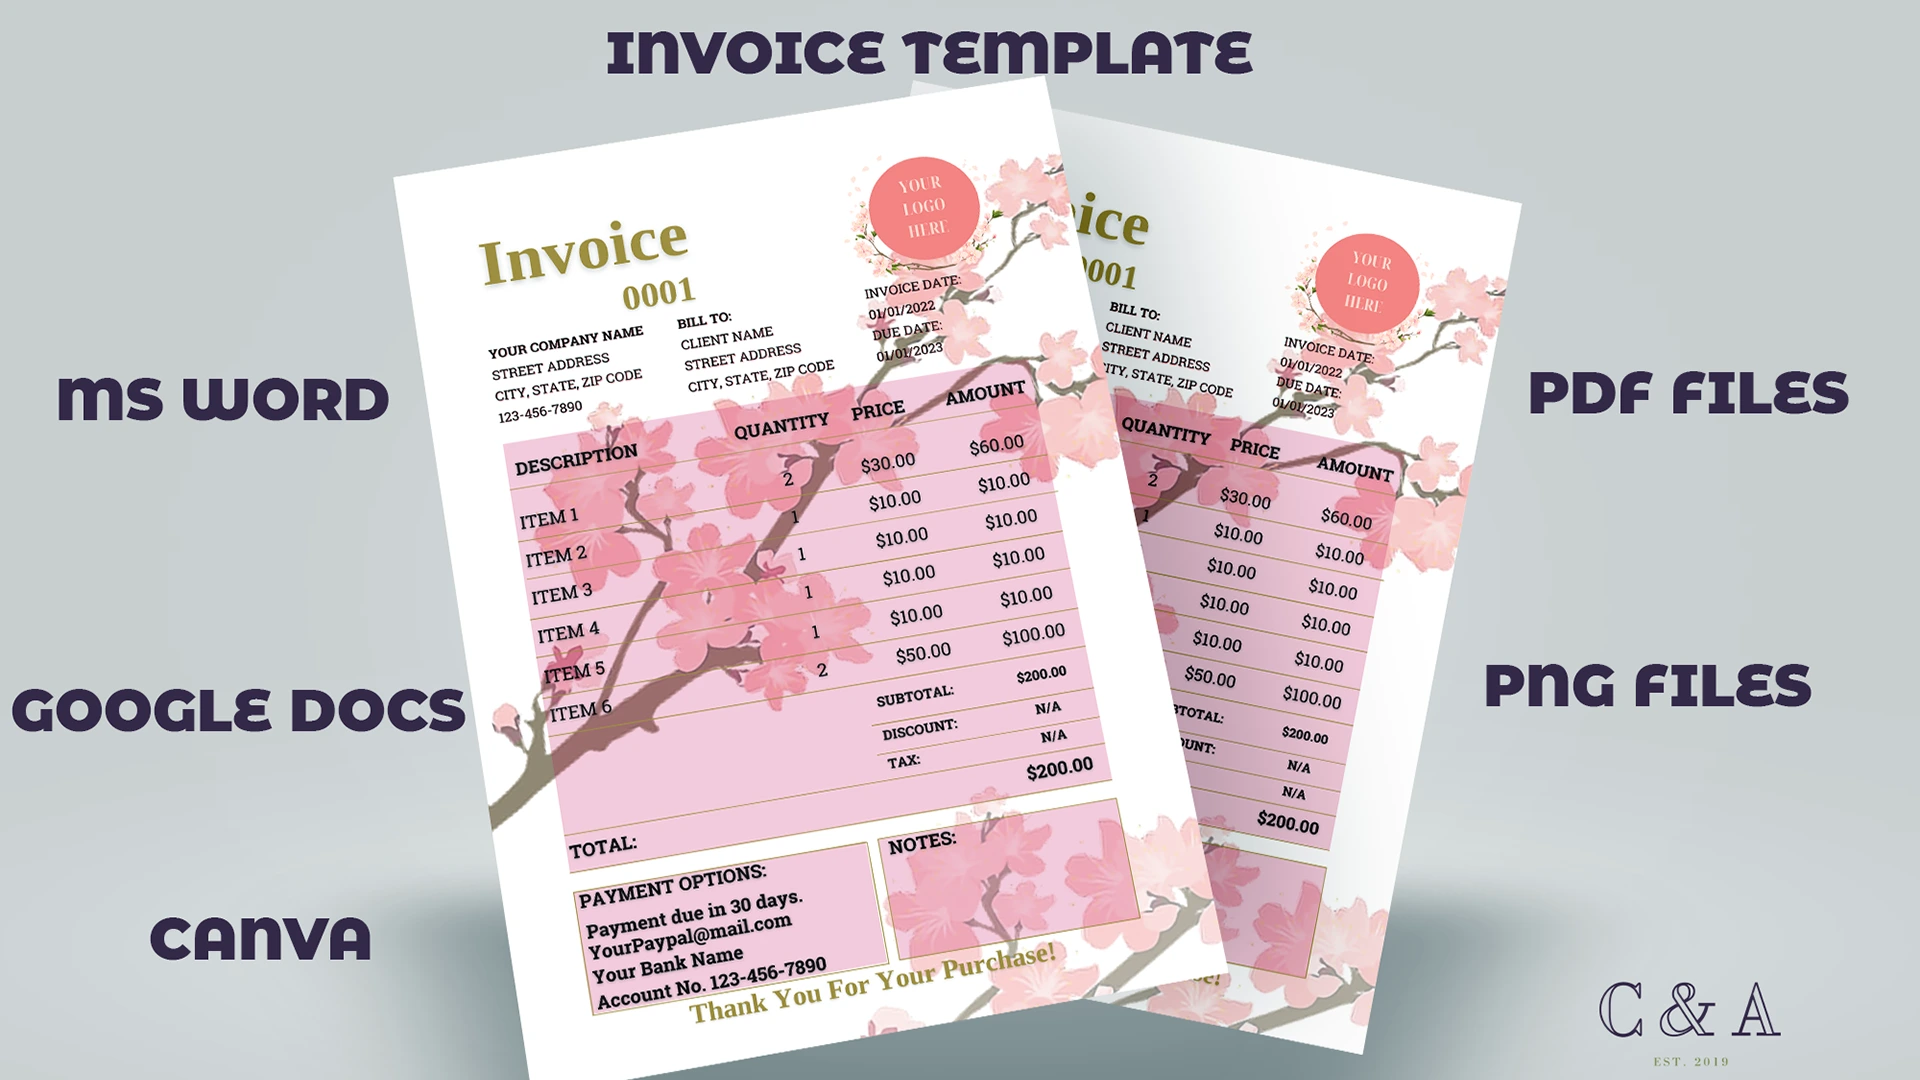 INVOICE TEMPLATE
MS WORD
GOOGLE DOCS
CANVA
PDF FILES
PNG FILES
Invoice
0001
YOUR
LOGO
HERE
INVOICE DATE:
01/01/2022
DUE DATE:
01/01/2023
YOUR COMPANY NAME
STREET ADDRESS
CITY, STATE, ZIP CODE
123-456-7890
BILL TO:
CLIENT NAME
STREET ADDRESS
CITY, STATE, ZIP CODE
DESCRIPTION QUANTITY PRICE AMOUNT
ITEM 1 2 $30.00 $60.00
ITEM 2 1 $10.00 $10.00
ITEM 3 1 $10.00 $10.00
ITEM 4 1 $10.00 $10.00
ITEM 5 1 $10.00 $10.00
ITEM 6 2 $50.00 $100.00
SUBTOTAL: $200.00
DISCOUNT: N/A
TAX: N/A
TOTAL: $200.00
PAYMENT OPTIONS:
Payment due in 30 days.
YourPaypal@mail.com
Your Bank Name
Account No. 123-456-7890
NOTES:
Thank You For Your Purchase!
oice
0001
YOUR
LOGO
HERE
INVOICE DATE:
01/01/2022
DUE DATE:
01/01/2023
BILL TO:
CLIENT NAME
STREET ADDRESS
CITY, STATE, ZIP CODE
QUANTITY PRICE AMOUNT
2 $30.00 $60.00
1 $10.00 $10.00
$10.00 $10.00
$10.00 $10.00
$10.00 $10.00
$50.00 $100.00
TOTAL: $200.00
OUNT: N/A
N/A
$200.00
se!
C & A
EST. 2019